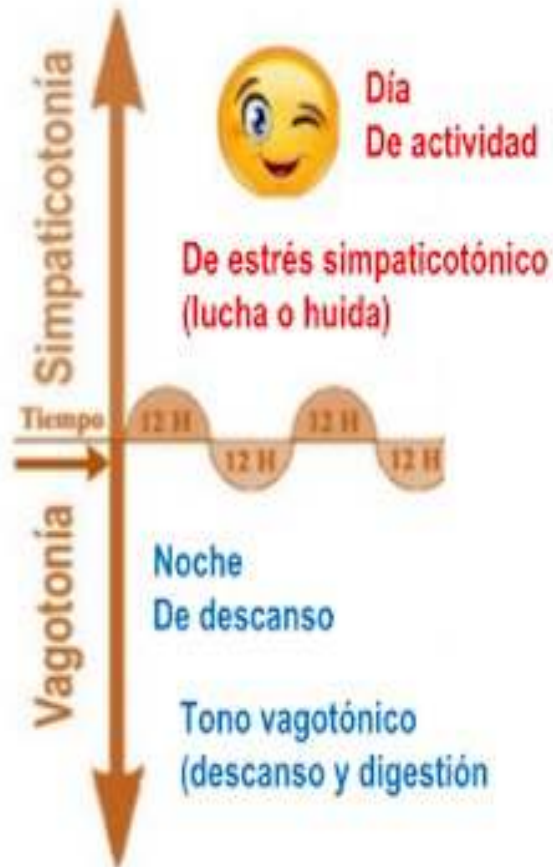 Simpaticotonía
Día
De actividad
De estrés simpaticotónico
(lucha o huida)
Tiempo
12 H
12 H
12 H
12 H
Vagotonía
Noche
De descanso
Tono vagotónico
(descanso y digestión